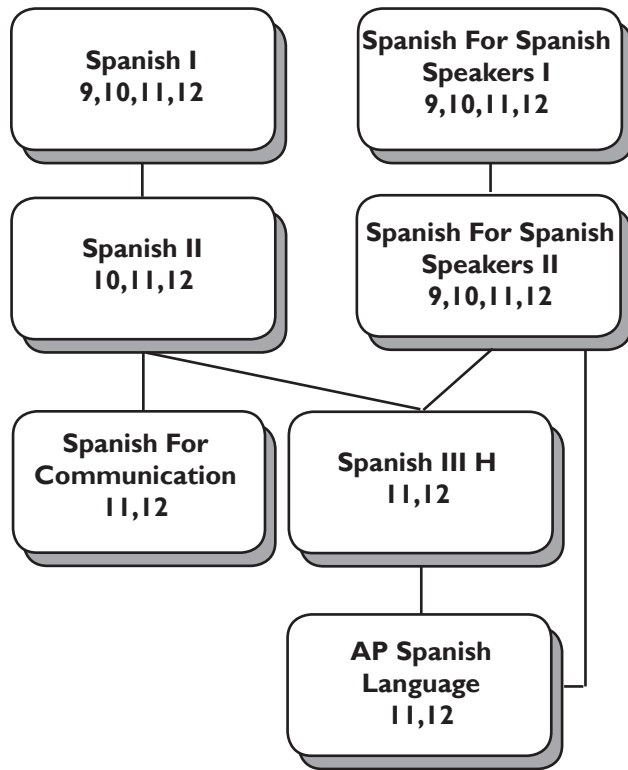 Spanish I
9,10,11,12
Spanish For Spanish
Speakers I
9,10,11,12
Spanish II
10,11,12
Spanish For Spanish
Speakers II
9,10,11,12
Spanish For
Communication
11,12
Spanish III H
11,12
AP Spanish
Language
11,12